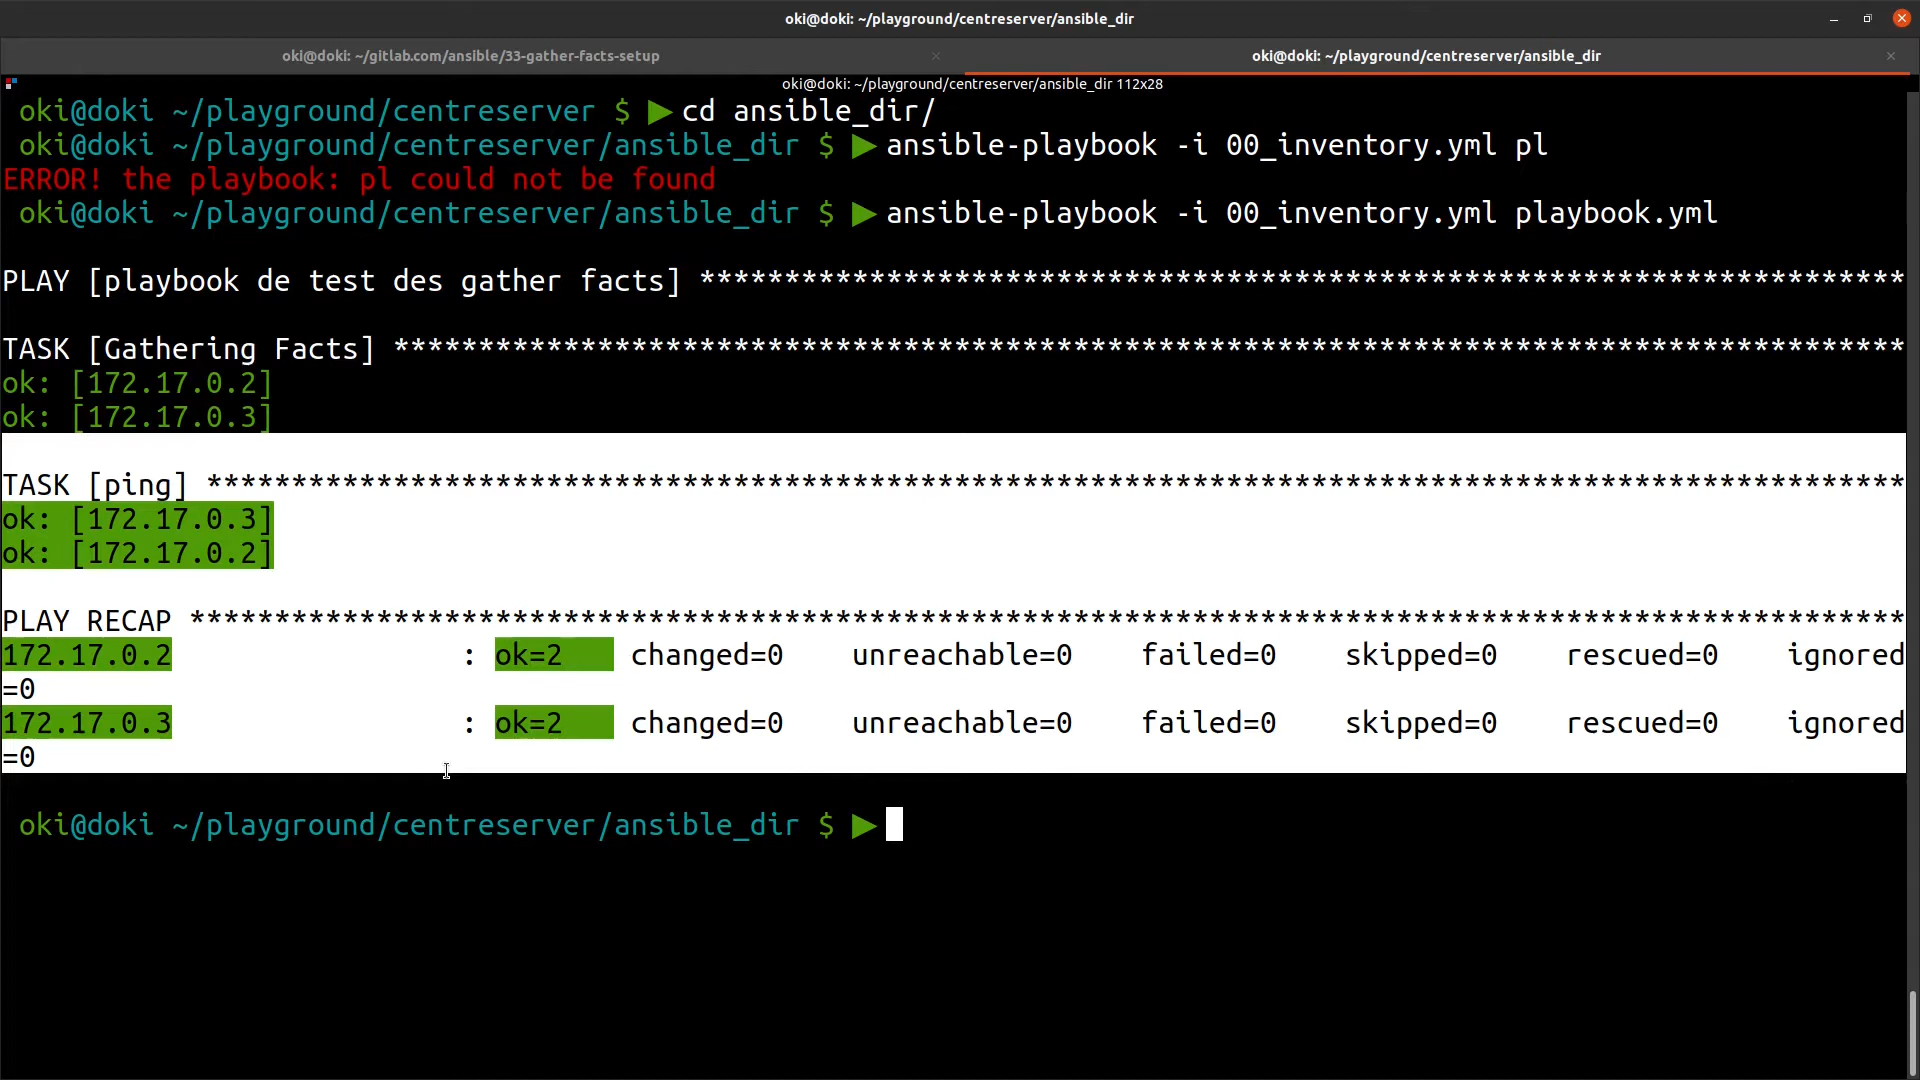 oki@doki: ~/playground/centreserver/ansible_dir
oki@doki: ~/gitlab.com/ansible/33-gather-facts-setup
oki@doki: ~/playground/centreserver/ansible_dir
oki@doki: ~/playground/centreserver/ansible_dir 112x28
oki@doki ~/playground/centreserver $ ▶ cd ansible_dir/
oki@doki ~/playground/centreserver/ansible_dir $ ▶ ansible-playbook -i 00_inventory.yml pl
ERROR! the playbook: pl could not be found
oki@doki ~/playground/centreserver/ansible_dir $ ▶ ansible-playbook -i 00_inventory.yml playbook.yml
PLAY [playbook de test des gather facts] ***********************************************************************
TASK [Gathering Facts] *****************************************************************************************
ok: [172.17.0.2]
ok: [172.17.0.3]
TASK [ping] ****************************************************************************************************
ok: [172.17.0.3]
ok: [172.17.0.2]
PLAY RECAP *****************************************************************************************************
172.17.0.2                 : ok=2    changed=0    unreachable=0    failed=0    skipped=0    rescued=0    ignored
=0
172.17.0.3                 : ok=2    changed=0    unreachable=0    failed=0    skipped=0    rescued=0    ignored
=0
oki@doki ~/playground/centreserver/ansible_dir $ ▶